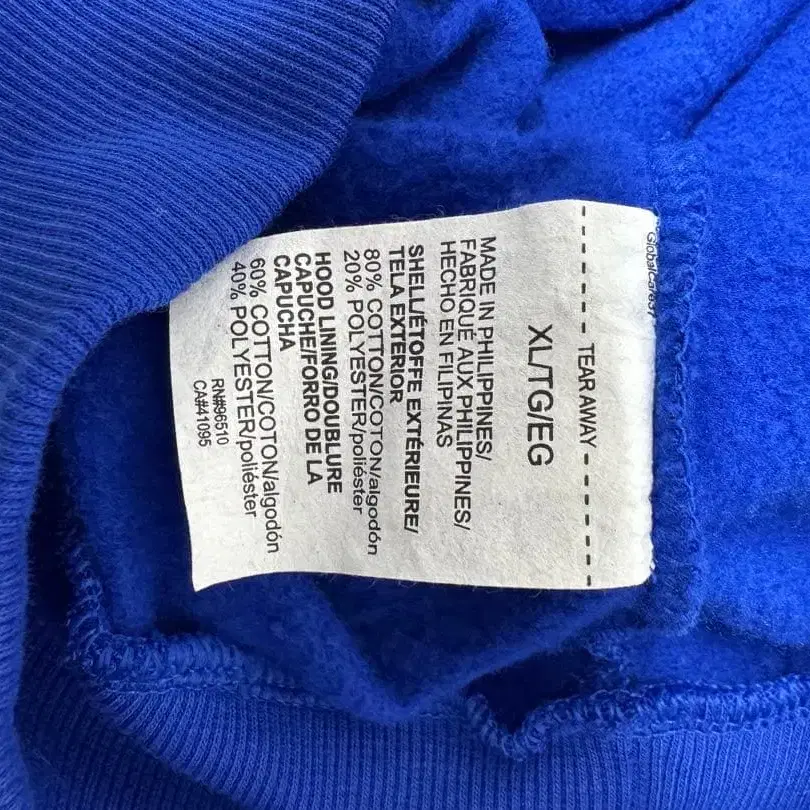 GlobalCare37
- - - - - TEAR AWAY - - - - -
XL/TG/EG
MADE IN PHILIPPINES/
FABRIQUÉ AUX PHILIPPINES/
HECHO EN FILIPINAS
SHELL/ÉTOFFE EXTÉRIEURE/
TELA EXTERIOR
80% COTTON/COTON/algodón
20% POLYESTER/poliéster
HOOD LINING/DOUBLURE
CAPUCHE/FORRO DE LA
CAPUCHA
60% COTTON/COTON/algodón
40% POLYESTER/poliéster
RN#96510
CA#41095